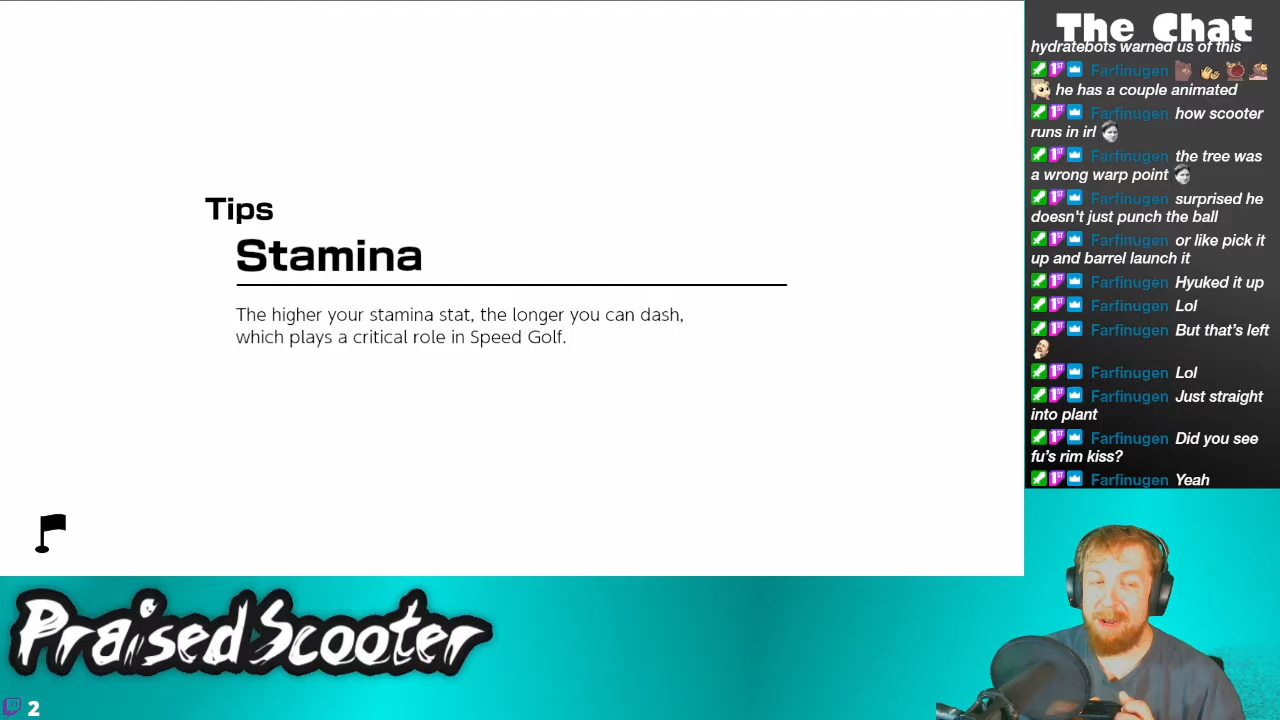 Tips
Stamina
The higher your stamina stat, the longer you can dash,
which plays a critical role in Speed Golf.
The Chat
hydratebots warned us of this
Farfinugen
he has a couple animated
Farfinugen how scooter
runs in irl
Farfinugen the tree was
a wrong warp point
Farfinugen surprised he
doesn't just punch the ball
Farfinugen or like pick it
up and barrel launch it
Farfinugen Hyuked it up
Farfinugen Lol
Farfinugen But that’s left
Farfinugen Lol
Farfinugen Just straight
into plant
Farfinugen Did you see
fu’s rim kiss?
Farfinugen Yeah
PraisedScooter
2